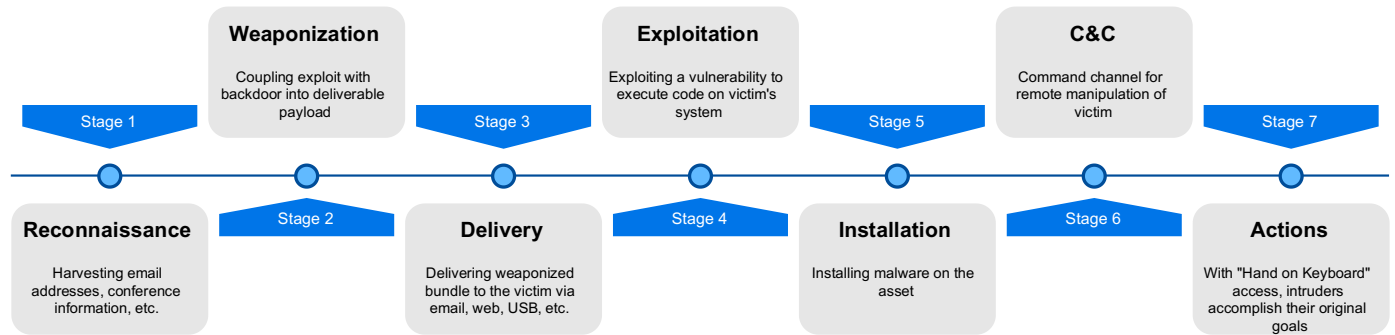 Weaponization
Coupling exploit with
backdoor into deliverable
payload
Exploitation
Exploiting a vulnerability to
execute code on victim's
system
C&C
Command channel for
remote manipulation of
victim
Stage 1
Stage 3
Stage 5
Stage 7
Stage 2
Stage 4
Stage 6
Reconnaissance
Harvesting email
addresses, conference
information, etc.
Delivery
Delivering weaponized
bundle to the victim via
email, web, USB, etc.
Installation
Installing malware on the
asset
Actions
With "Hand on Keyboard"
access, intruders
accomplish their original
goals